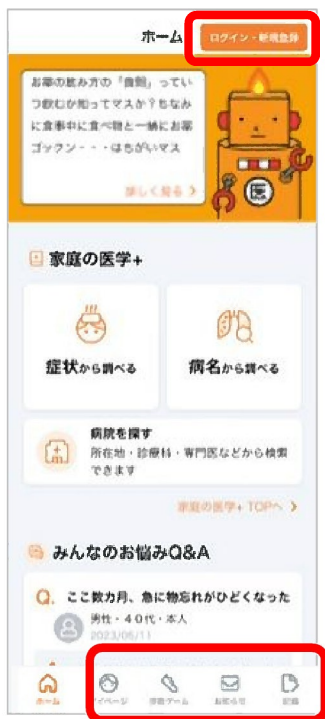 ホーム
ログイン・新規登録
お薬の飲み方の「食間」ってい
つ飲むか知ってマスか？ちなみ
に食事中に食べ物と一緒にお薬
ゴックン・・・はちがいマス
詳しく見る
医
家庭の医学+
症状から調べる
病名から調べる
病院を探す
所在地・診療科・専門医などから検索
できます
家庭の医学+ TOPへ
みんなのお悩みQ&A
Q. ここ数カ月、急に物忘れがひどくなった
男性・40代・本人
2023/06/11
ホーム
マイページ
お知らせ
記録